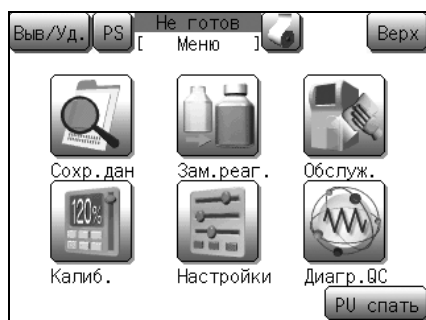 Выв/Уд. PS Не готов Верх
[ Меню ]
Сохр.дан Зам.реаг. Обслуж.
120%
Калиб. Настройки Диагр.QC
PU спать